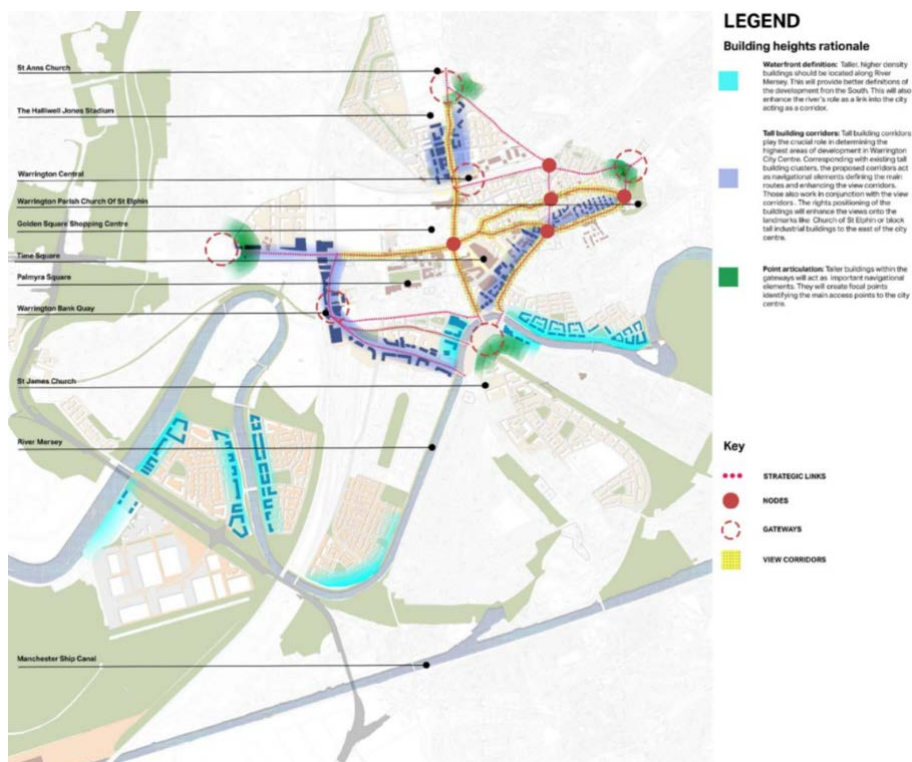 LEGEND
Building heights rationale
Waterfront definition: Taller, higher density
buildings should be located along River
Mersey. This will provide better definitions of
the development from the South. This will also
enhance the river's role as a link into the city
acting as a corridor.
Tall building corridors: Tall building corridors
play the crucial role in determining the
highest areas of development in Warrington
City Centre. Corresponding with existing tall
building clusters, the proposed corridors act
as navigational elements defining the main
routes and enhancing the view corridors.
Those also work in conjunction with the view
corridors. The rights positioning of the
buildings will enhance the views onto the
landmarks like Church of St Elphin or block
tall industrial buildings to the east of the city
centre.
Point articulation: Taller buildings within the
gateways will act as important navigational
elements. They will create focal points
identifying the main access points to the city
centre.
Key
STRATEGIC LINKS
NODES
GATEWAYS
VIEW CORRIDORS
St Anns Church
The Halliwell Jones Stadium
Warrington Central
Warrington Parish Church Of St Elphin
Golden Square Shopping Centre
Time Square
Palmyra Square
Warrington Bank Quay
St James Church
River Mersey
Manchester Ship Canal